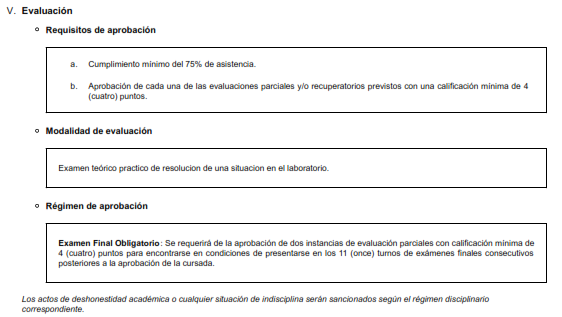 V. Evaluación
Requisitos de aprobación
a. Cumplimiento mínimo del 75% de asistencia.
b. Aprobación de cada una de las evaluaciones parciales y/o recuperatorios previstos con una calificación mínima de 4
(cuatro) puntos.
Modalidad de evaluación
Examen teórico practico de resolucion de una situacion en el laboratorio.
Régimen de aprobación
Examen Final Obligatorio: Se requerirá de la aprobación de dos instancias de evaluación parciales con calificación mínima de
4 (cuatro) puntos para encontrarse en condiciones de presentarse en los 11 (once) turnos de exámenes finales consecutivos
posteriores a la aprobación de la cursada.
Los actos de deshonestidad académica o cualquier situación de indisciplina serán sancionados según el régimen disciplinario
correspondiente.